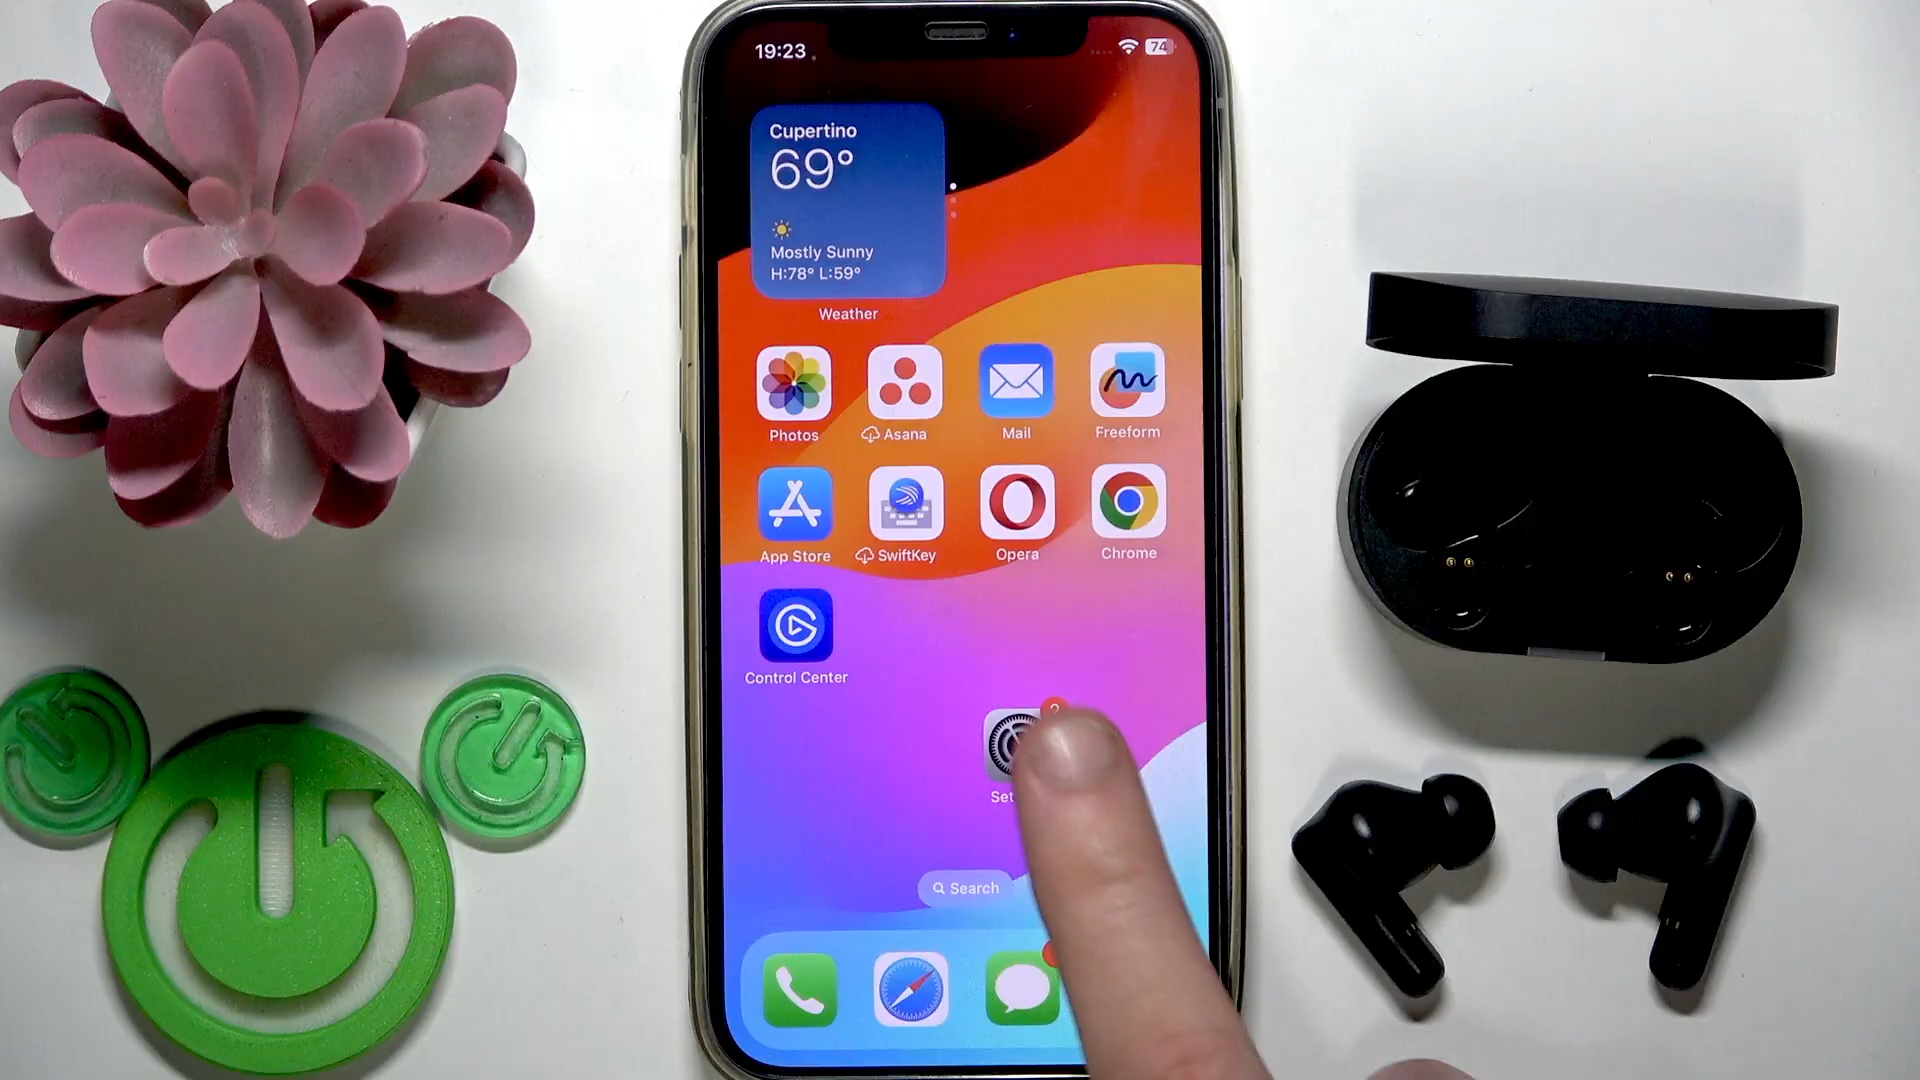 19:23
74
Cupertino
69°
Mostly Sunny
H:78° L:59°
Weather
Photos
Asana
Mail
Freeform
App Store
SwiftKey
Opera
Chrome
Control Center
2
Set
Search